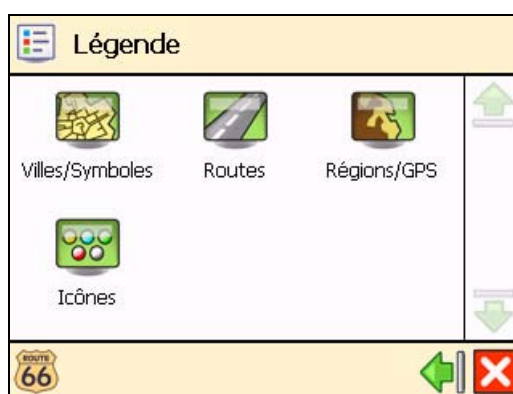 Légende
Villes/Symboles Routes Régions/GPS
Icônes
ROUTE
66